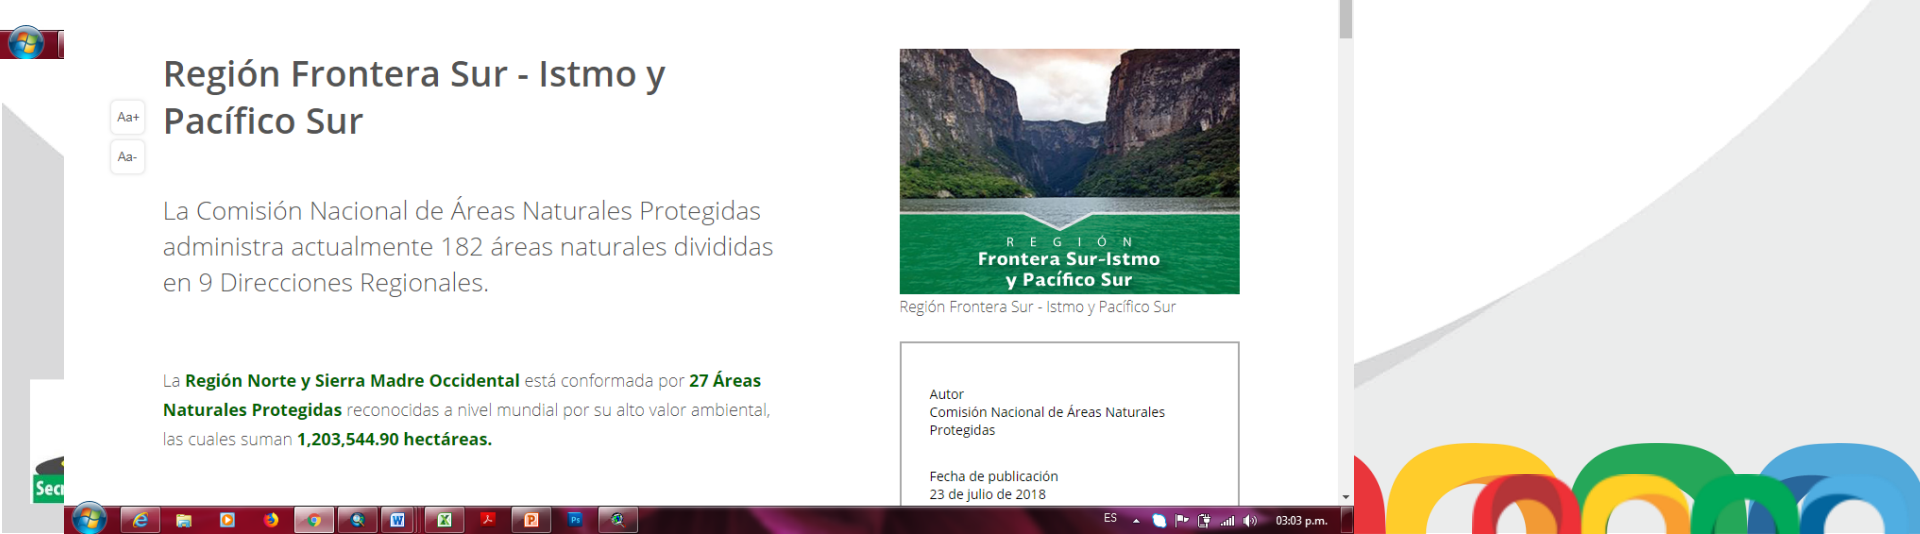 Región Frontera Sur - Istmo y
Pacífico Sur
Aa+
Aa-
La Comisión Nacional de Áreas Naturales Protegidas
administra actualmente 182 áreas naturales divididas
en 9 Direcciones Regionales.
La Región Norte y Sierra Madre Occidental está conformada por 27 Áreas
Naturales Protegidas reconocidas a nivel mundial por su alto valor ambiental,
las cuales suman 1,203,544.90 hectáreas.
REGIÓN
Frontera Sur-Istmo
y Pacífico Sur
Región Frontera Sur - Istmo y Pacífico Sur
Autor
Comisión Nacional de Áreas Naturales
Protegidas
Fecha de publicación
23 de julio de 2018
ES
03:03 p.m.